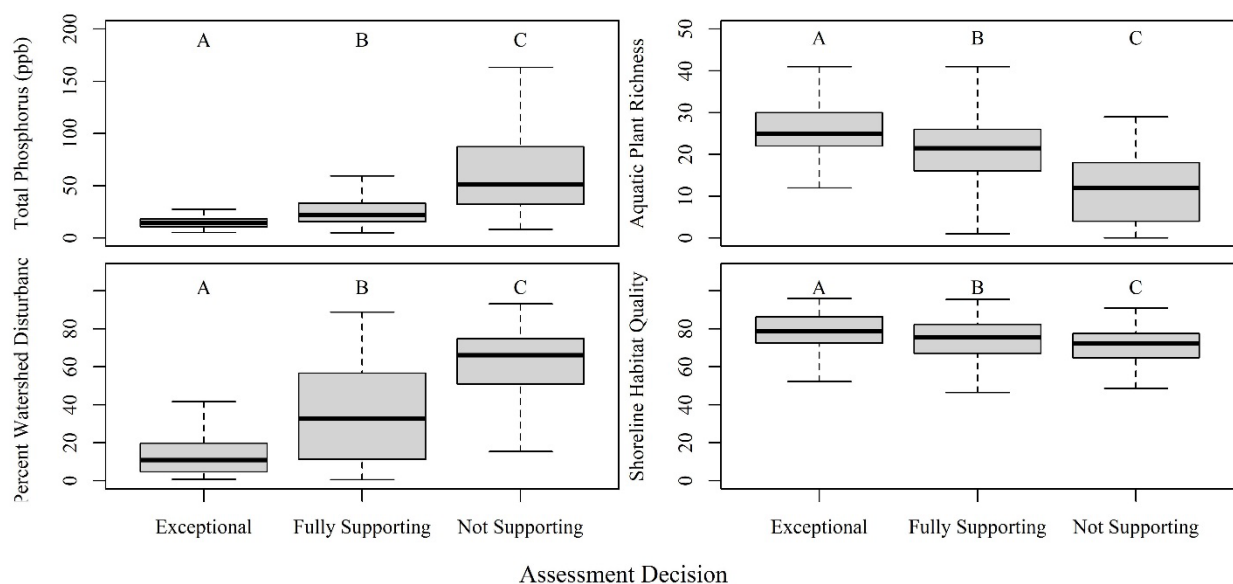 Total Phosphorus (ppb)
200
150
100
50
0
A B C
Aquatic Plant Richness
50
40
30
20
10
0
A B C
Percent Watershed Disturbanc
80
60
40
20
0
A B C
Exceptional Fully Supporting Not Supporting
Shoreline Habitat Quality
80
60
40
20
0
A B C
Exceptional Fully Supporting Not Supporting
Assessment Decision